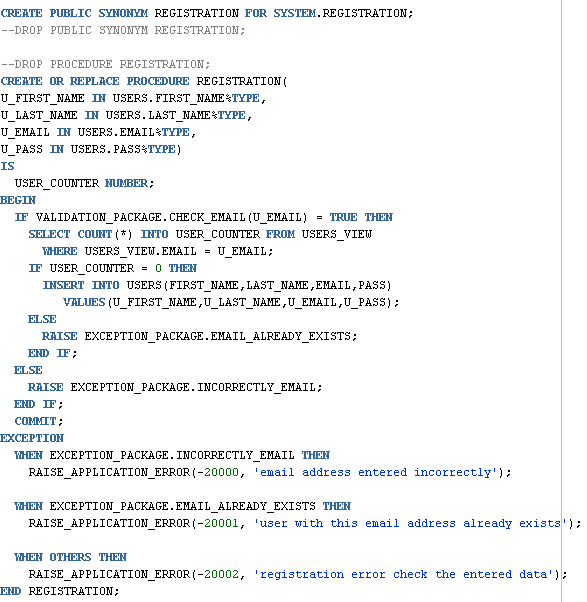 CREATE PUBLIC SYNONYM REGISTRATION FOR SYSTEM.REGISTRATION;
--DROP PUBLIC SYNONYM REGISTRATION;

--DROP PROCEDURE REGISTRATION;
CREATE OR REPLACE PROCEDURE REGISTRATION(
U_FIRST_NAME IN USERS.FIRST_NAME%TYPE,
U_LAST_NAME IN USERS.LAST_NAME%TYPE,
U_EMAIL IN USERS.EMAIL%TYPE,
U_PASS IN USERS.PASS%TYPE)
IS
  USER_COUNTER NUMBER;
BEGIN
  IF VALIDATION_PACKAGE.CHECK_EMAIL(U_EMAIL) = TRUE THEN
    SELECT COUNT(*) INTO USER_COUNTER FROM USERS_VIEW
      WHERE USERS_VIEW.EMAIL = U_EMAIL;
    IF USER_COUNTER = 0 THEN
      INSERT INTO USERS(FIRST_NAME,LAST_NAME,EMAIL,PASS)
         VALUES(U_FIRST_NAME,U_LAST_NAME,U_EMAIL,U_PASS);
    ELSE
      RAISE EXCEPTION_PACKAGE.EMAIL_ALREADY_EXISTS;
    END IF;
  ELSE
    RAISE EXCEPTION_PACKAGE.INCORRECTLY_EMAIL;
  END IF;
  COMMIT;
EXCEPTION
  WHEN EXCEPTION_PACKAGE.INCORRECTLY_EMAIL THEN
    RAISE_APPLICATION_ERROR(-20000, 'email address entered incorrectly');

  WHEN EXCEPTION_PACKAGE.EMAIL_ALREADY_EXISTS THEN
    RAISE_APPLICATION_ERROR(-20001, 'user with this email address already exists');

  WHEN OTHERS THEN
    RAISE_APPLICATION_ERROR(-20002, 'registration error check the entered data');
END REGISTRATION;